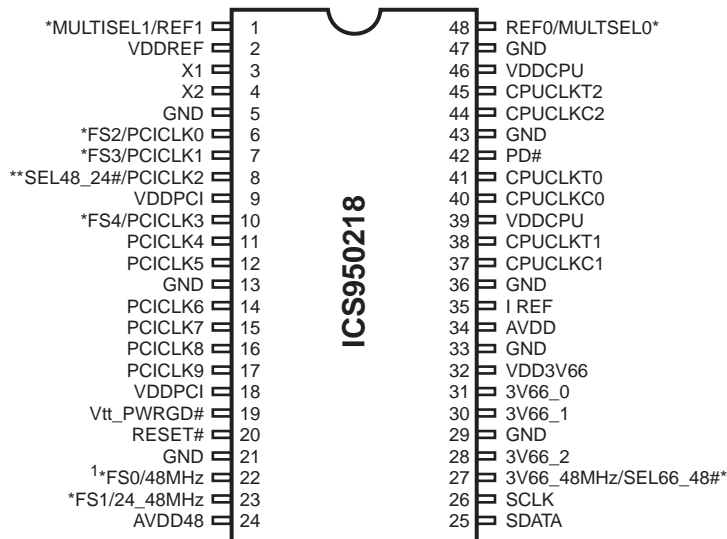 *MULTISEL1/REF1 1 48 REF0/MULTSEL0*
VDDREF 2 47 GND
X1 3 46 VDDCPU
X2 4 45 CPUCLKT2
GND 5 44 CPUCLKC2
*FS2/PCICLK0 6 43 GND
*FS3/PCICLK1 7 42 PD#
**SEL48_24#/PCICLK2 8 41 CPUCLKT0
VDDPCI 9 40 CPUCLKC0
*FS4/PCICLK3 10 39 VDDCPU
PCICLK4 11 38 CPUCLKT1
PCICLK5 12 37 CPUCLKC1
GND 13 36 GND
PCICLK6 14 35 I REF
PCICLK7 15 34 AVDD
PCICLK8 16 33 GND
PCICLK9 17 32 VDD3V66
VDDPCI 18 31 3V66_0
Vtt_PWRGD# 19 30 3V66_1
RESET# 20 29 GND
GND 21 28 3V66_2
1*FS0/48MHz 22 27 3V66_48MHz/SEL66_48#*
*FS1/24_48MHz 23 26 SCLK
AVDD48 24 25 SDATA
ICS950218